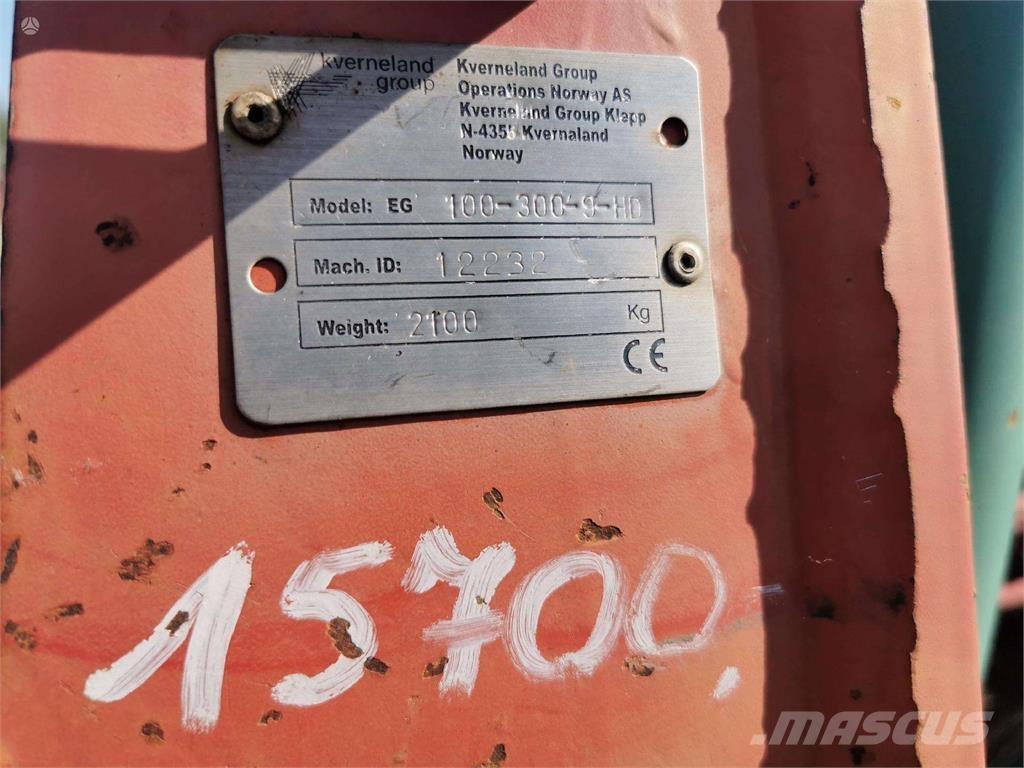 kverneland
group
Kverneland Group
Operations Norway AS
Kverneland Group Klepp
N-4355 Kvernaland
Norway
Model: EG 100-300-9-HD
Mach. ID: 12232
Weight: 2100 Kg
CE
15700,-
MASCUS